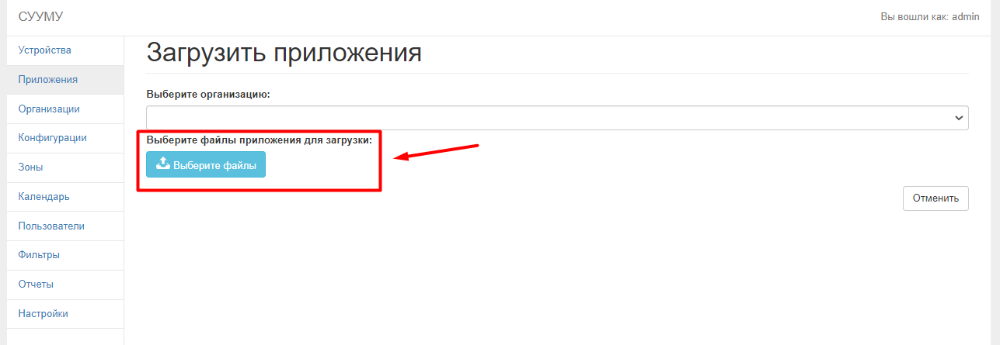 СУУМУ
Вы вошли как: admin
Устройства
Приложения
Организации
Конфигурации
Зоны
Календарь
Пользователи
Фильтры
Отчеты
Настройки
Загрузить приложения
Выберите организацию:
Выберите файлы приложения для загрузки:
Выберите файлы
Отменить